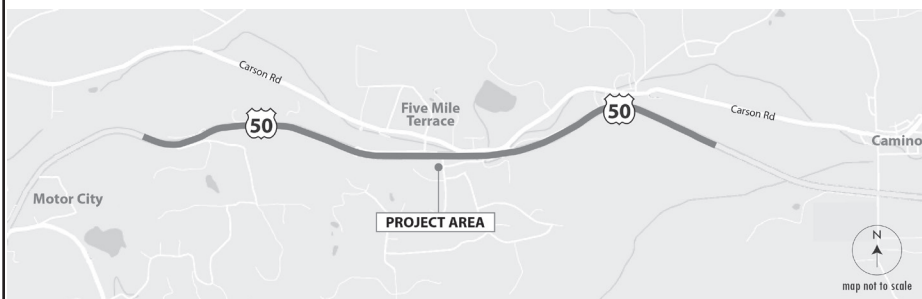 Carson Rd
50
Five Mile
Terrace
50
Carson Rd
Camino
Motor City
PROJECT AREA
N
map not to scale